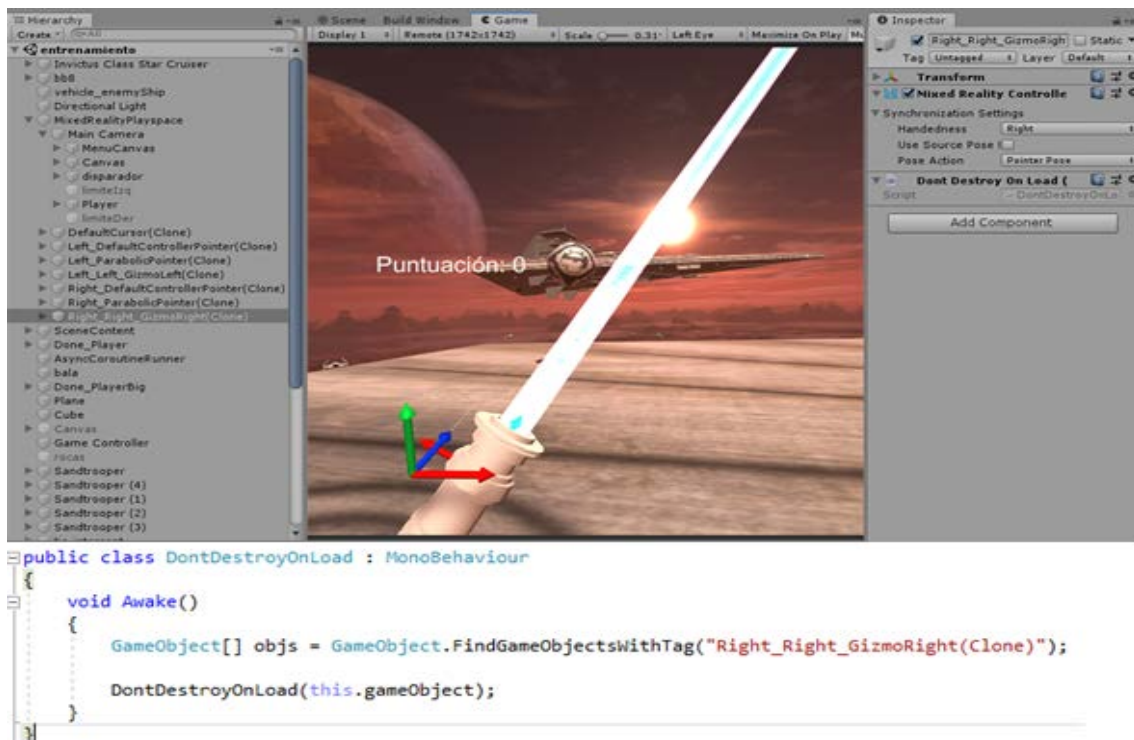 Hierarchy
Create
All
entrenamiento
Invictus Class Star Cruiser
bb8
vehicle_enemyShip
Directional Light
MixedRealityPlayspace
Main Camera
MenuCanvas
Canvas
disparador
limiteIzq
Player
limiteDer
DefaultCursor(Clone)
Left_DefaultControllerPointer(Clone)
Left_ParabolicPointer(Clone)
Left_Left_GizmoLeft(Clone)
Right_DefaultControllerPointer(Clone)
Right_ParabolicPointer(Clone)
Right_Right_GizmoRight(Clone)
SceneContent
Done_Player
AsyncCoroutineRunner
bala
Done_PlayerBig
Plane
Cube
Canvas
Game Controller
rocas
Sandtrooper
Sandtrooper (4)
Sandtrooper (1)
Sandtrooper (2)
Sandtrooper (3)
Scene Build Window Game
Display 1 Remote (1742x1742) Scale 0.31 Left Eye Maximize On Play
Puntuación: 0
Inspector
Right_Right_GizmoRigh Static
Tag Untagged Layer Default
Transform
Mixed Reality Controlle
Synchronization Settings
Handedness Right
Use Source Pose
Pose Action Pointer Pose
Dont Destroy On Load (
Script DontDestroyOnLo
Add Component
public class DontDestroyOnLoad : MonoBehaviour
{
void Awake()
{
GameObject[] objs = GameObject.FindGameObjectsWithTag("Right_Right_GizmoRight(Clone)");
DontDestroyOnLoad(this.gameObject);
}
}